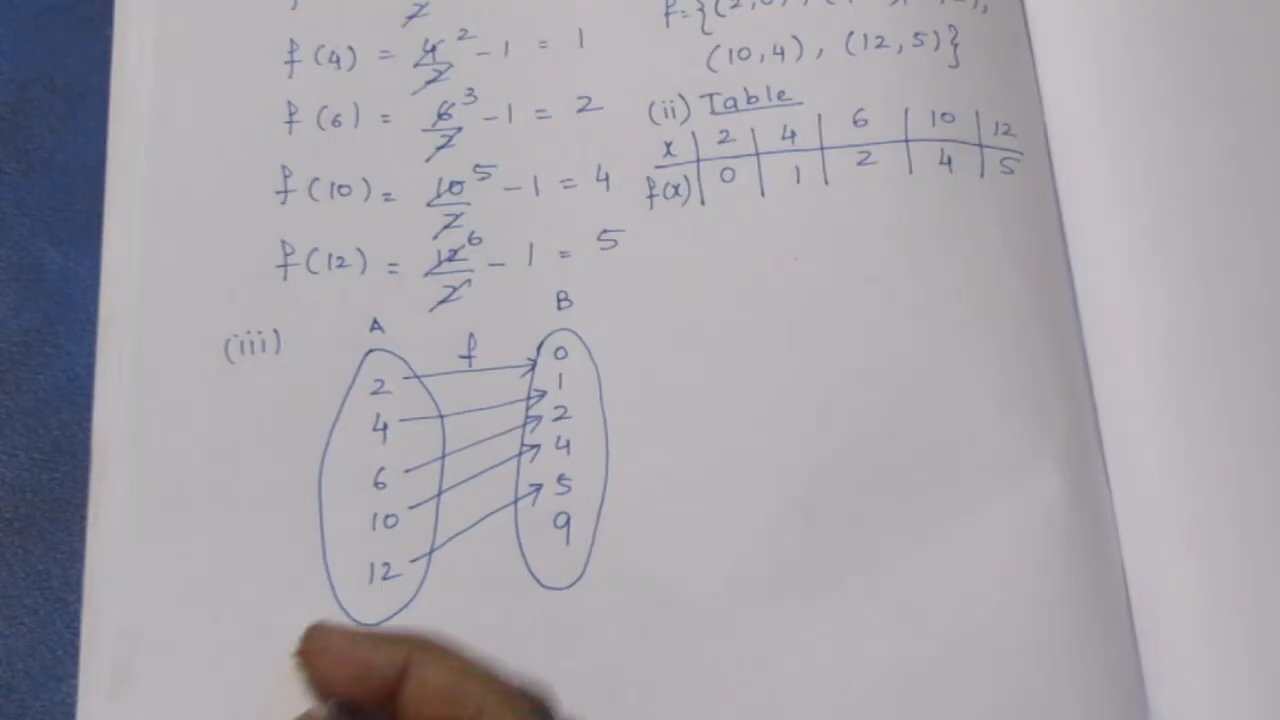 f(4) = 4/2 2 - 1 = 1
f(6) = 6/2 3 - 1 = 2
f(10) = 10/2 5 - 1 = 4
f(12) = 12/2 6 - 1 = 5
(10,4), (12,5)}
(ii) Table
x | 2 | 4 | 6 | 10 | 12
f(x) | 0 | 1 | 2 | 4 | 5
(iii)
A f B
2 0
4 1
6 2
10 4
12 5
9